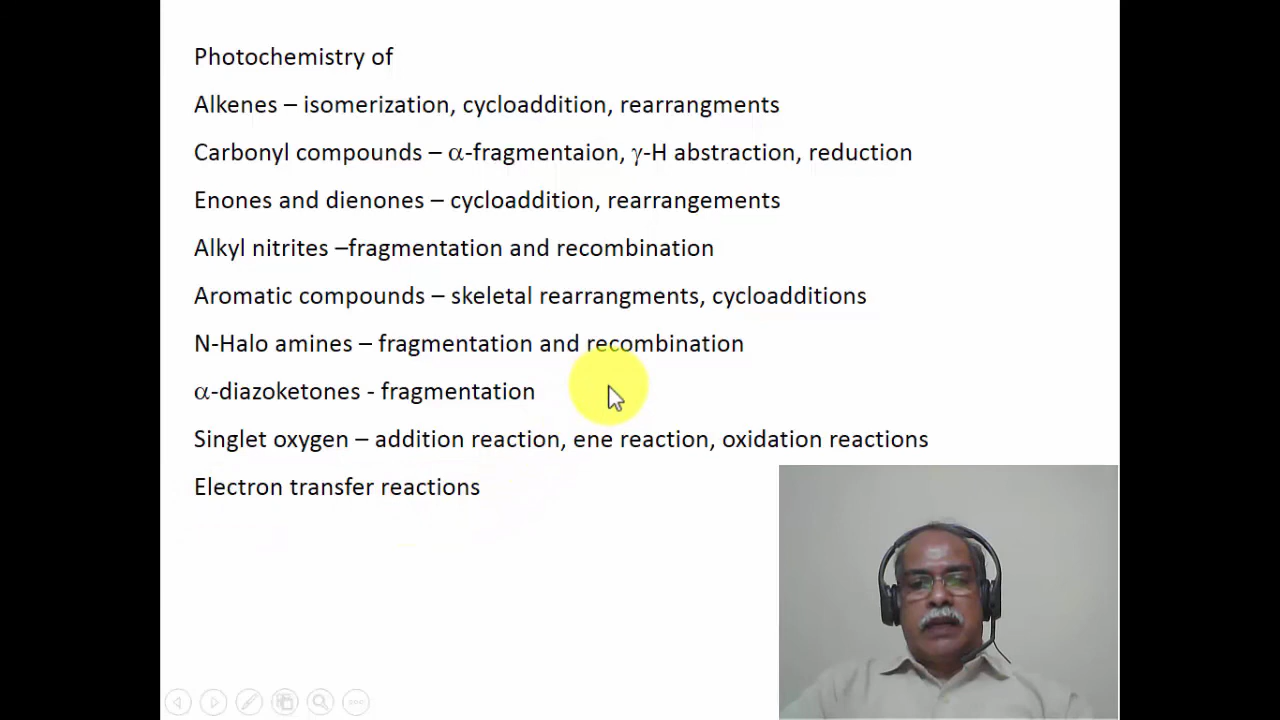 Photochemistry of
Alkenes – isomerization, cycloaddition, rearrangments
Carbonyl compounds – α-fragmentaion, γ-H abstraction, reduction
Enones and dienones – cycloaddition, rearrangements
Alkyl nitrites –fragmentation and recombination
Aromatic compounds – skeletal rearrangments, cycloadditions
N-Halo amines – fragmentation and recombination
α-diazoketones - fragmentation
Singlet oxygen – addition reaction, ene reaction, oxidation reactions
Electron transfer reactions